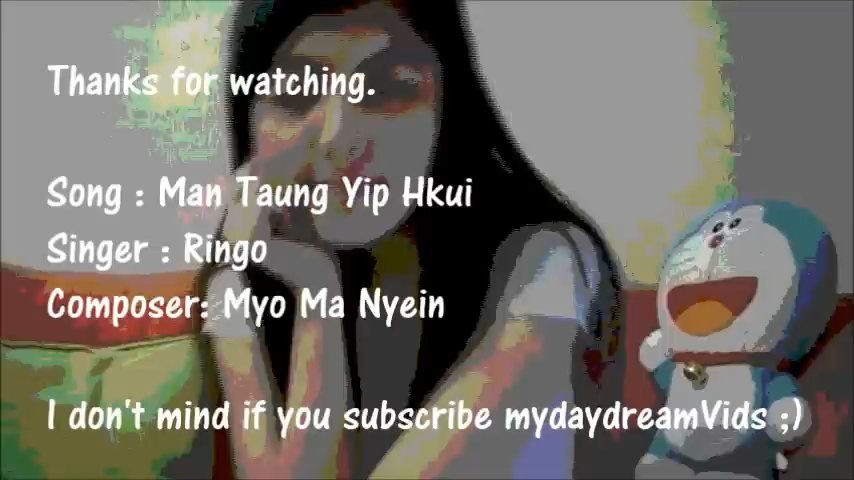 Thanks for watching.
Song : Man Taung Yip Hkui
Singer : Ringo
Composer: Myo Ma Nyein
I don't mind if you subscribe mydaydreamVids ;)